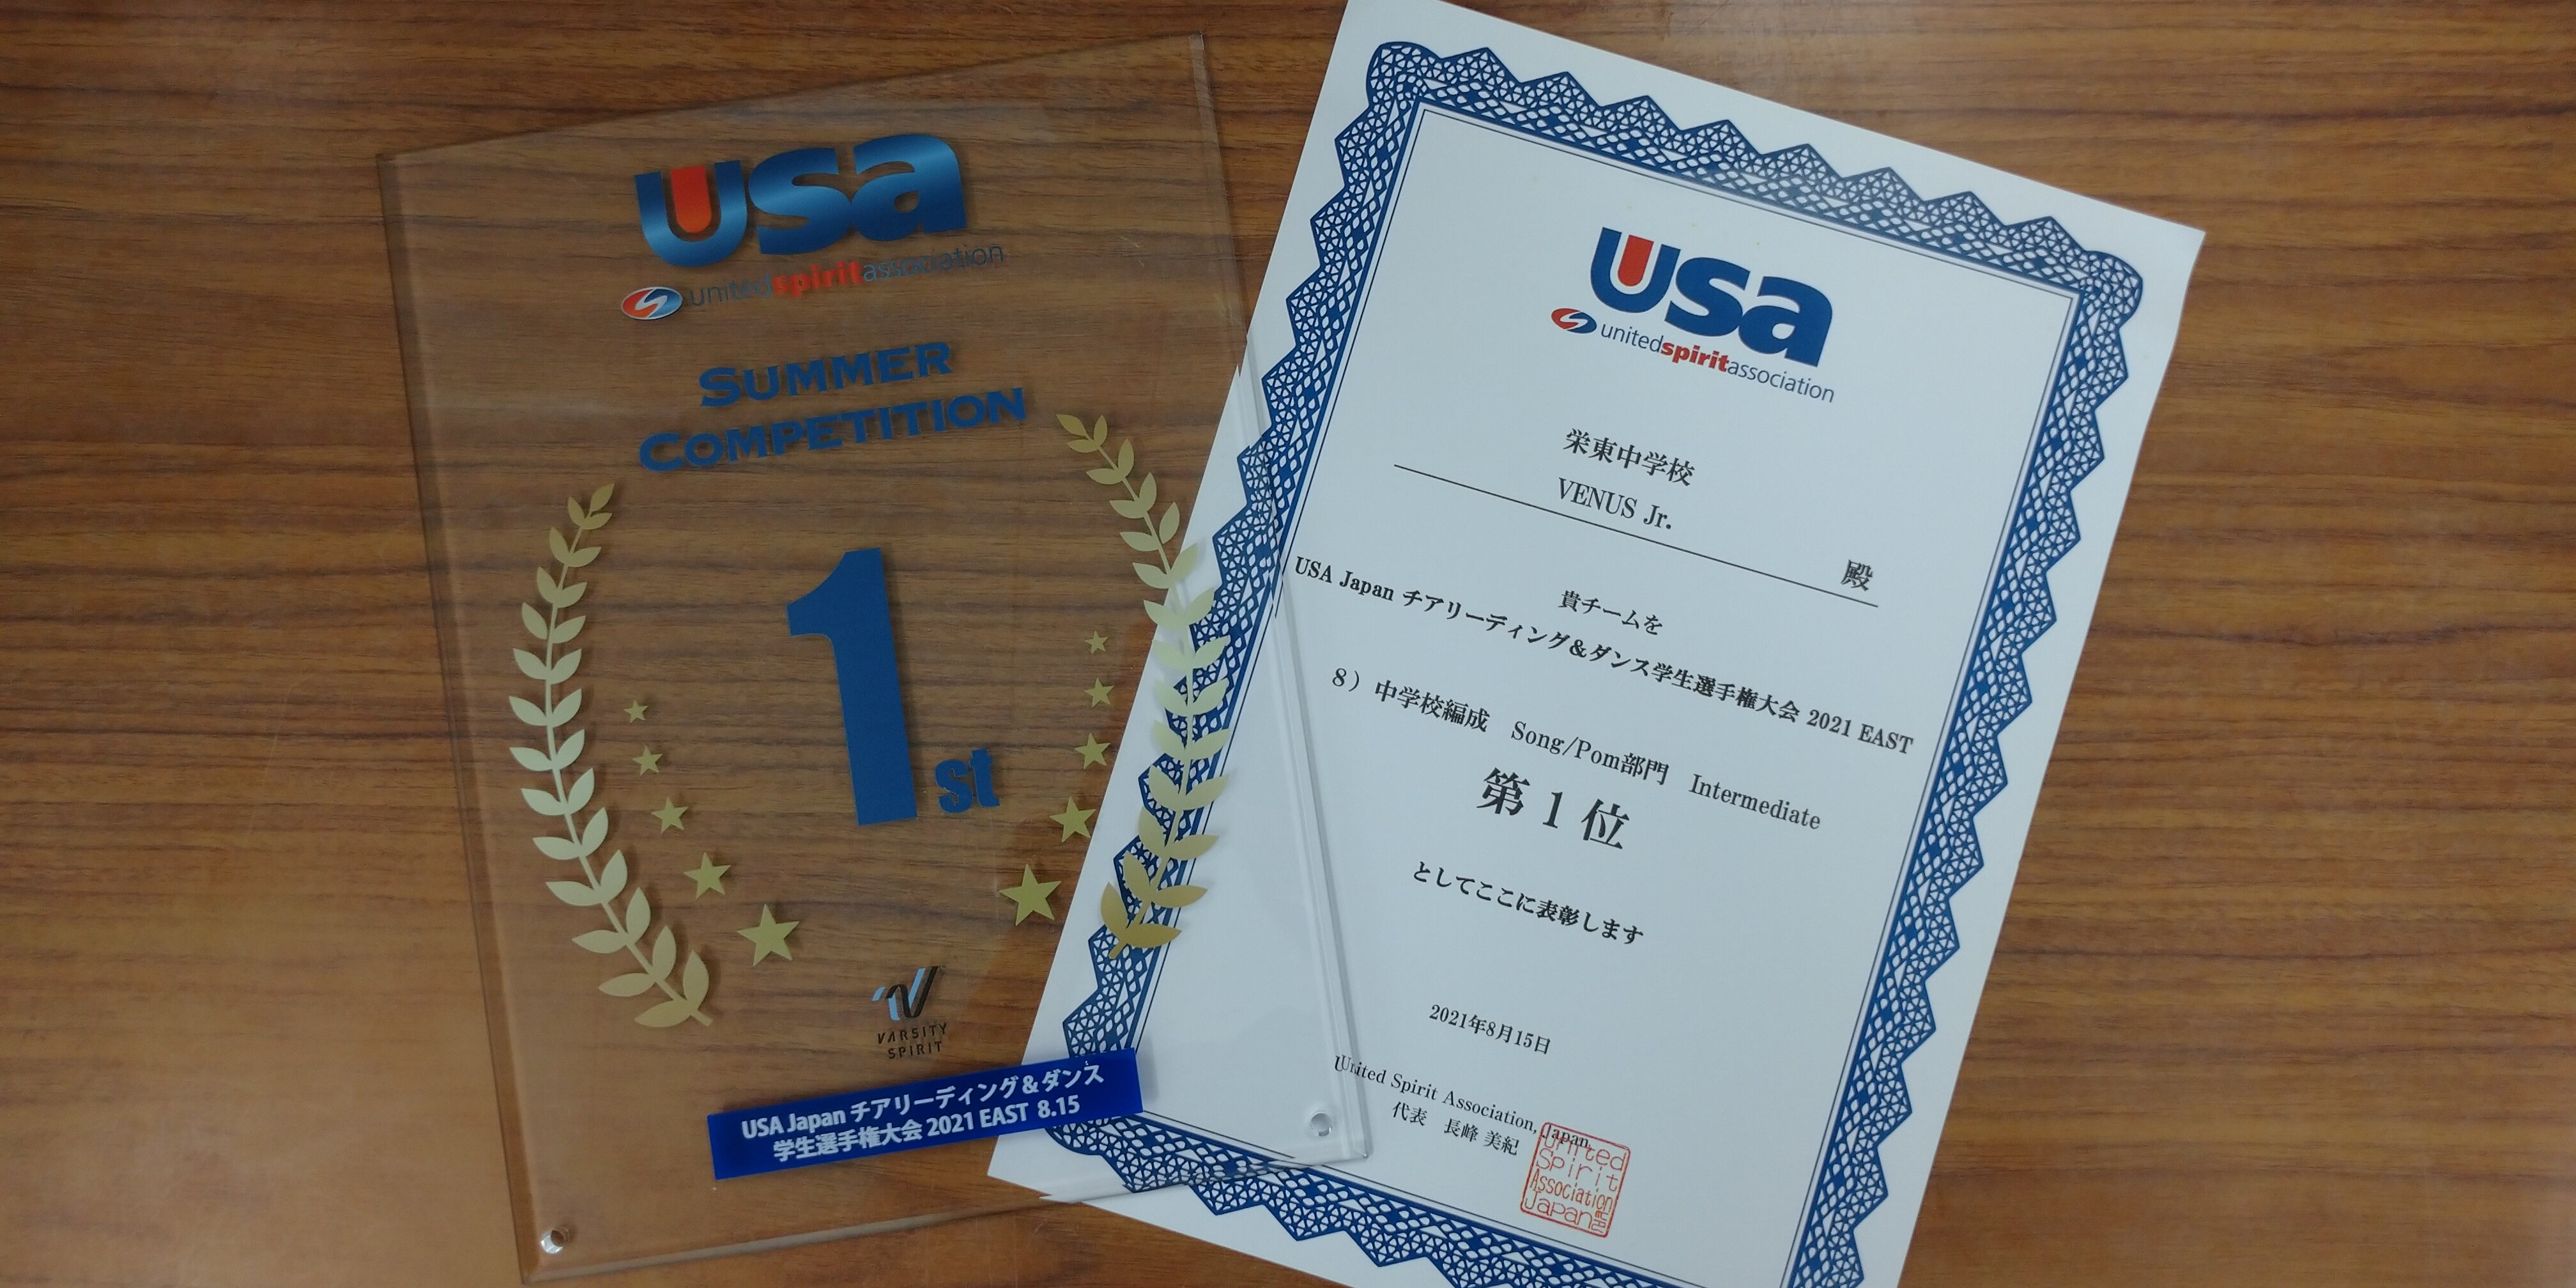 usa
unitedspiritassociation
SUMMER
COMPETITION
1st
VARSITY
SPIRIT
USA Japan チアリーディング&ダンス
学生選手権大会 2021 EAST 8.15
usa
unitedspiritassociation
栄東中学校
VENUS Jr.
殿
貴チームを
USA Japan チアリーディング&ダンス学生選手権大会 2021 EAST
8）中学校編成 Song/Pom部門 Intermediate
第1位
としてここに表彰します
2021年8月15日
United Spirit Association, Japan
代表 長峰 美紀
United
Spirit
Association
Japan